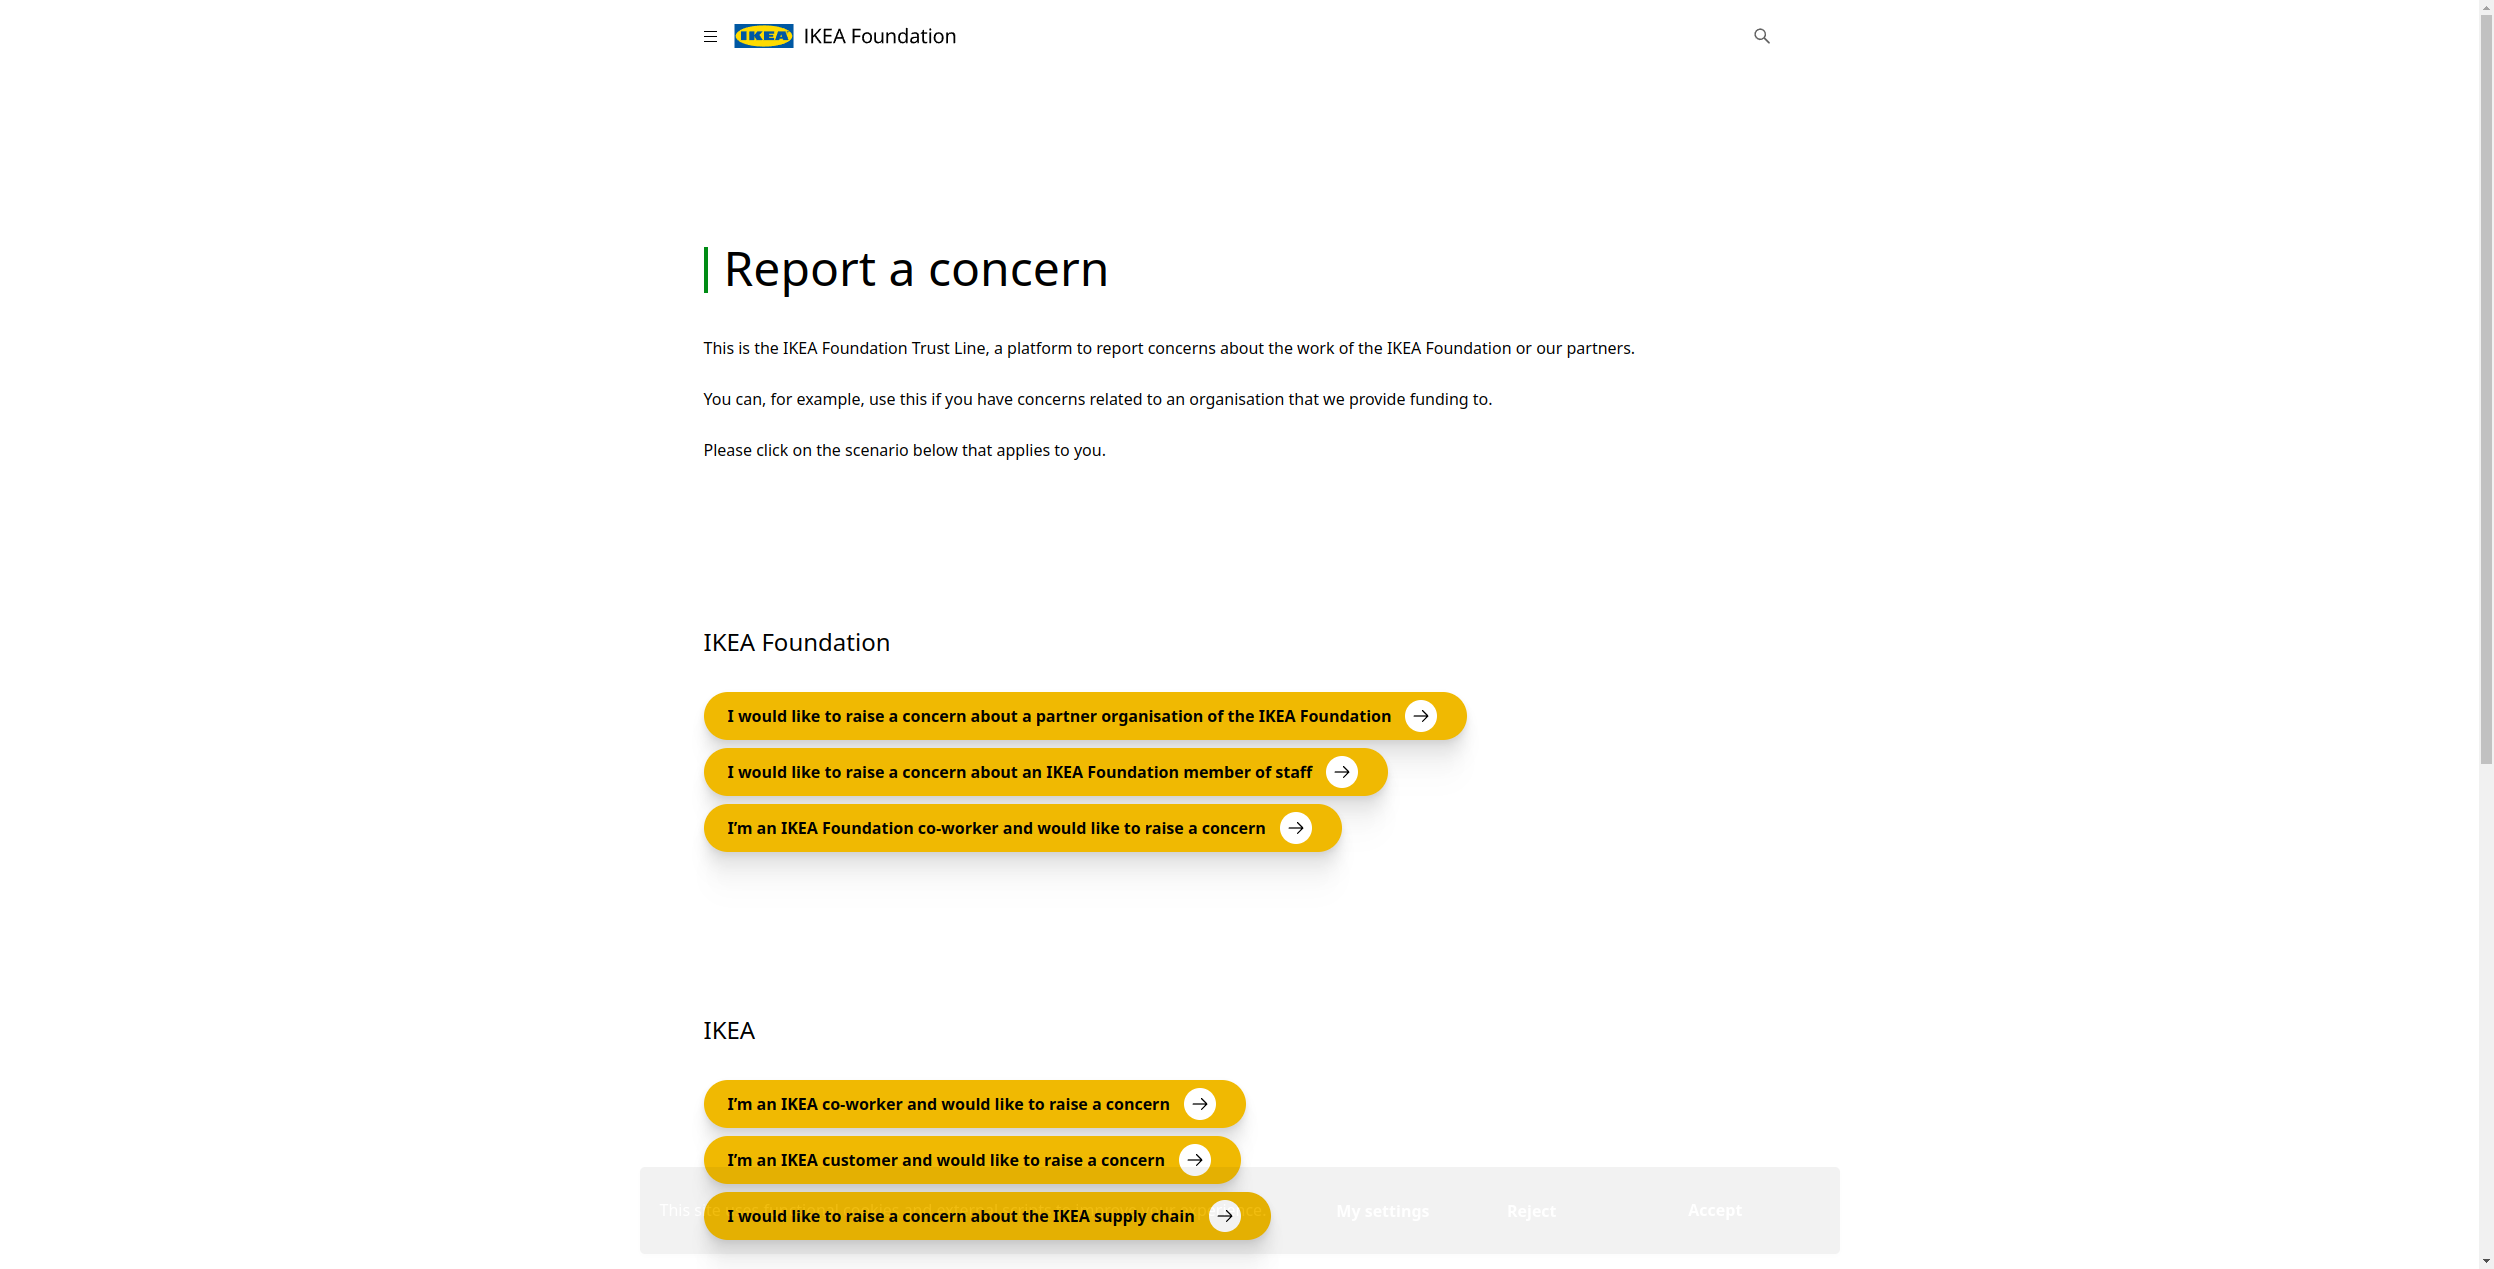 IKEA IKEA Foundation
Report a concern
This is the IKEA Foundation Trust Line, a platform to report concerns about the work of the IKEA Foundation or our partners.
You can, for example, use this if you have concerns related to an organisation that we provide funding to.
Please click on the scenario below that applies to you.
IKEA Foundation
I would like to raise a concern about a partner organisation of the IKEA Foundation
I would like to raise a concern about an IKEA Foundation member of staff
I’m an IKEA Foundation co-worker and would like to raise a concern
IKEA
I’m an IKEA co-worker and would like to raise a concern
I’m an IKEA customer and would like to raise a concern
I would like to raise a concern about the IKEA supply chain
This
My settings
Reject
Accept